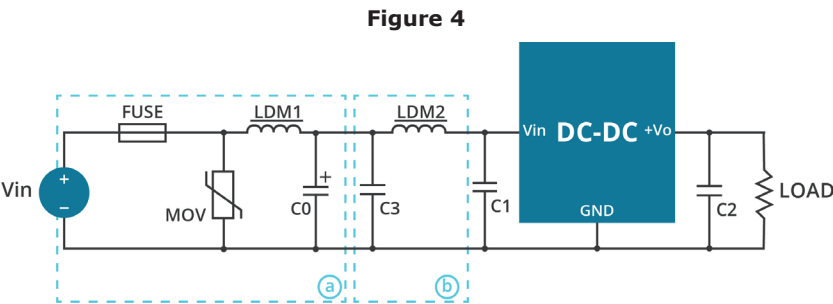 Figure 4
FUSE
LDM1
LDM2
Vin
DC-DC
+Vo
Vin
+
−
MOV
+
C0
C3
C1
GND
C2
LOAD
a
b